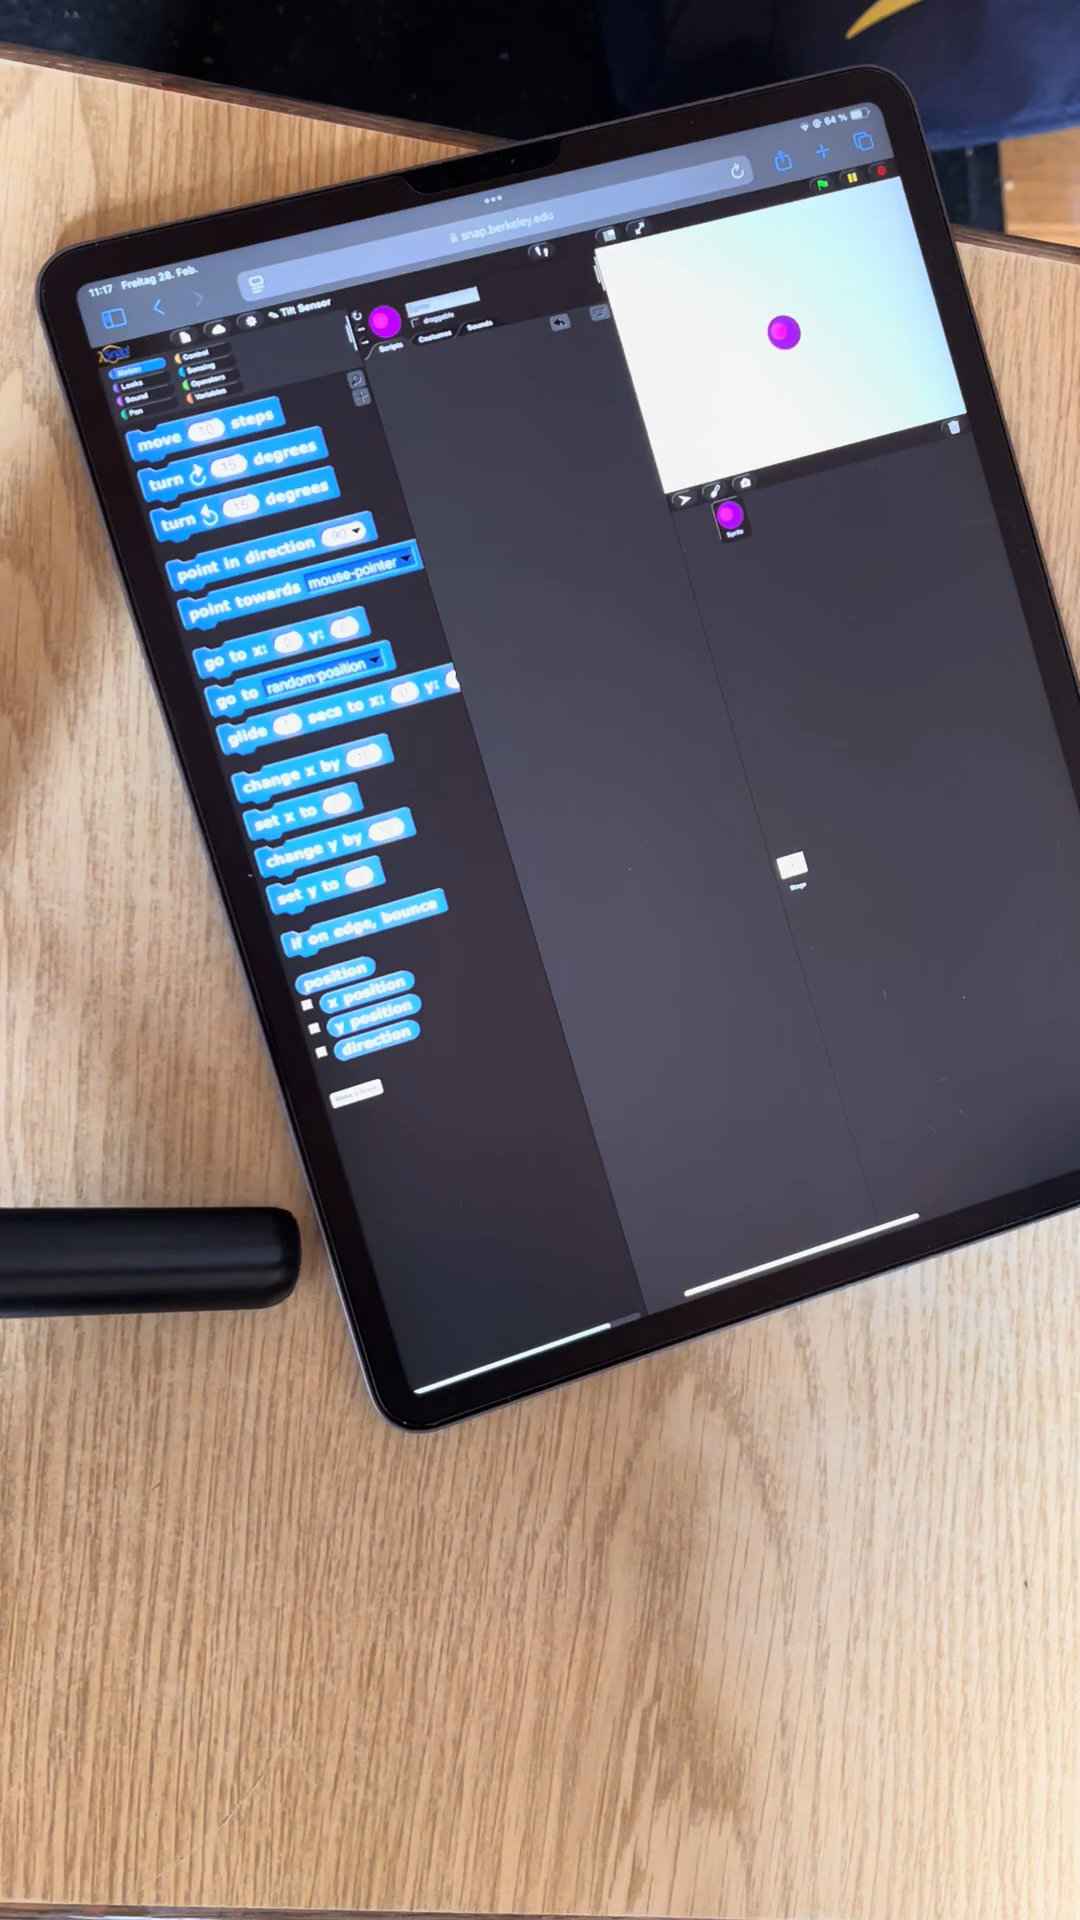 11:17 Freitag 28. Feb.
64 %
snap.berkeley.edu
Tilt Sensor
Snap!
Sprite
draggable
Scripts Costumes Sounds
Motion Control
Looks Sensing
Sound Operators
Pen Variables
move 10 steps
turn 15 degrees
turn 15 degrees
point in direction 90
point towards mouse-pointer
go to x: 0 y: 0
go to random position
glide 1 secs to x: 0 y:
change x by 10
set x to 0
change y by 10
set y to 0
if on edge, bounce
position
x position
y position
direction
Make a block
Sprite
Stage